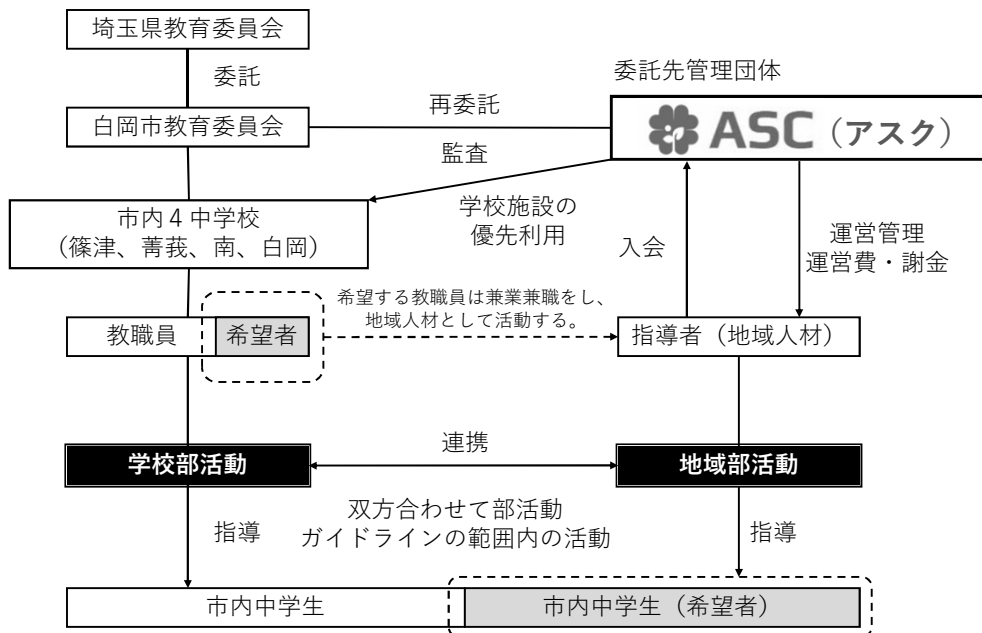 埼玉県教育委員会
委託
委託先管理団体
白岡市教育委員会
再委託
ASC（アスク）
監査
市内４中学校
（篠津、菁莪、南、白岡）
学校施設の
優先利用
入会
運営管理
運営費・謝金
希望する教職員は兼業兼職をし、
地域人材として活動する。
教職員
希望者
指導者（地域人材）
学校部活動
連携
地域部活動
双方合わせて部活動
ガイドラインの範囲内の活動
指導
指導
市内中学生
市内中学生（希望者）